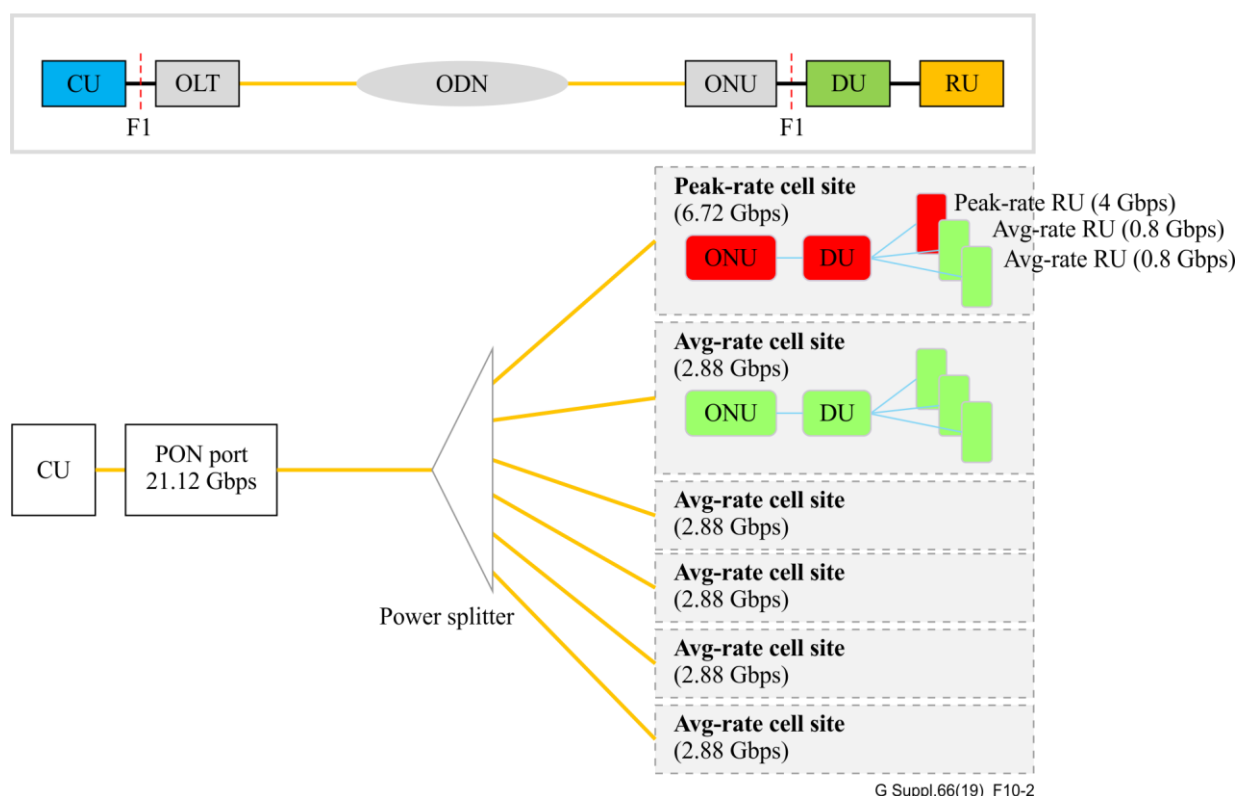 CU
OLT
ODN
ONU
DU
RU
F1
F1
Peak-rate cell site
(6.72 Gbps)
Peak-rate RU (4 Gbps)
Avg-rate RU (0.8 Gbps)
Avg-rate RU (0.8 Gbps)
ONU
DU
Avg-rate cell site
(2.88 Gbps)
ONU
DU
CU
PON port
21.12 Gbps
Power splitter
Avg-rate cell site
(2.88 Gbps)
Avg-rate cell site
(2.88 Gbps)
Avg-rate cell site
(2.88 Gbps)
Avg-rate cell site
(2.88 Gbps)
G Suppl.66(19)_F10-2